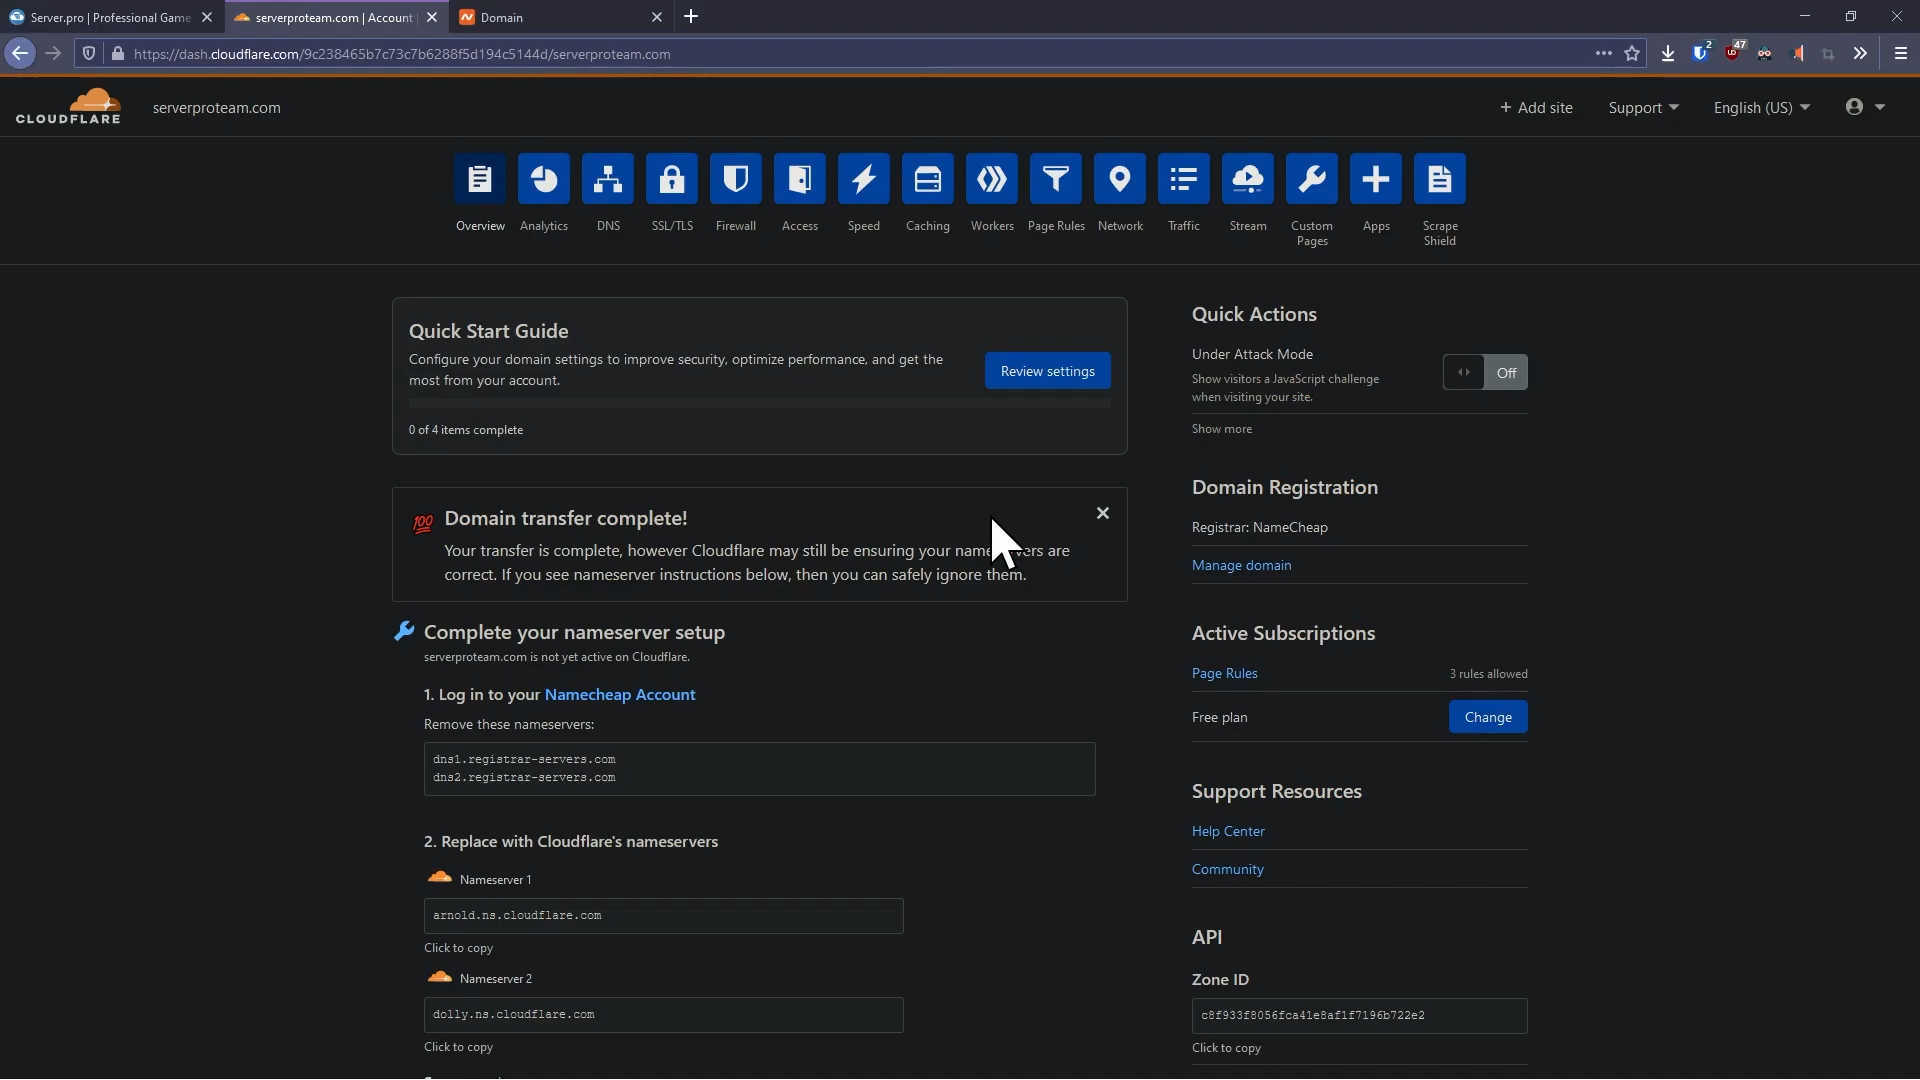 Server.pro | Professional Game
serverproteam.com | Account
Domain
https://dash.cloudflare.com/9c238465b7c73c7b6288f5d194c5144d/serverproteam.com
2
47
CLOUDFLARE
serverproteam.com
Add site
Support
English (US)
Overview
Analytics
DNS
SSL/TLS
Firewall
Access
Speed
Caching
Workers
Page Rules
Network
Traffic
Stream
Custom Pages
Apps
Scrape Shield
Quick Start Guide
Configure your domain settings to improve security, optimize performance, and get the
most from your account.
Review settings
0 of 4 items complete
100
Domain transfer complete!
Your transfer is complete, however Cloudflare may still be ensuring your nameservers are
correct. If you see nameserver instructions below, then you can safely ignore them.
Complete your nameserver setup
serverproteam.com is not yet active on Cloudflare.
1. Log in to your Namecheap Account
Remove these nameservers:
dns1.registrar-servers.com
dns2.registrar-servers.com
2. Replace with Cloudflare's nameservers
Nameserver 1
arnold.ns.cloudflare.com
Click to copy
Nameserver 2
dolly.ns.cloudflare.com
Click to copy
Quick Actions
Under Attack Mode
Show visitors a JavaScript challenge
when visiting your site.
Off
Show more
Domain Registration
Registrar: NameCheap
Manage domain
Active Subscriptions
Page Rules
3 rules allowed
Free plan
Change
Support Resources
Help Center
Community
API
Zone ID
c8f933f8056fca41e8af1f7196b722e2
Click to copy